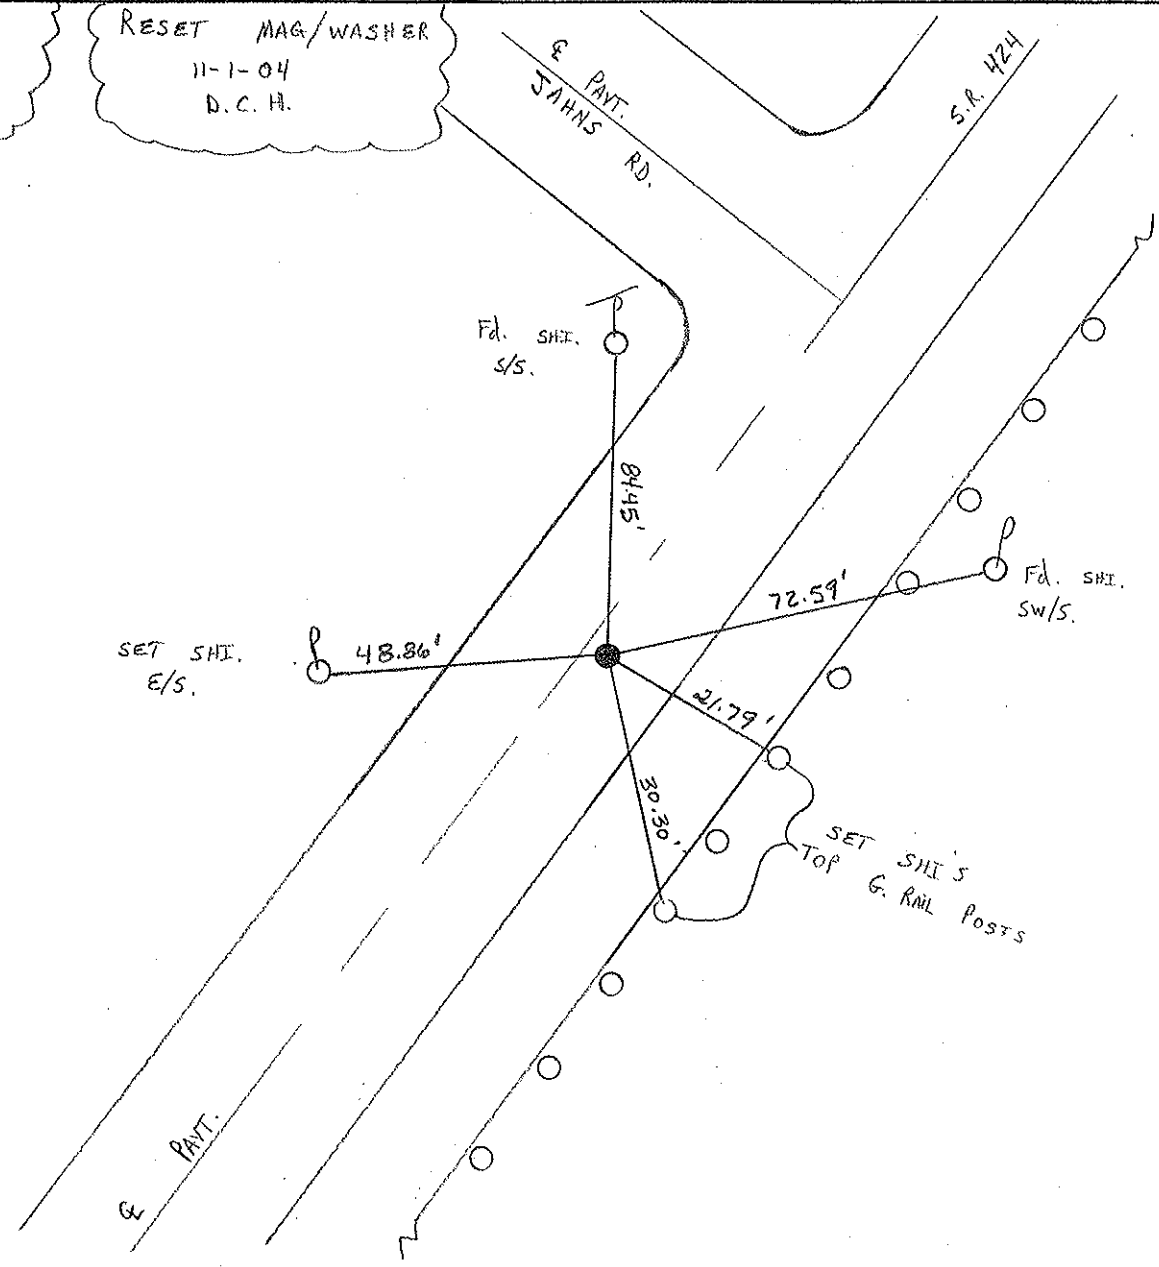 RESET MAG/WASHER
11-1-04
D.C.H.
℄ PAVT.
JAHNS RD.
S.R. 424
Fd. SHI.
S/S.
84.45'
72.59'
Fd. SHI.
SW/S.
SET SHI.
E/S.
48.86'
21.79'
30.30'
SET SHI'S
TOP G. RAIL POSTS
℄ PAVT.